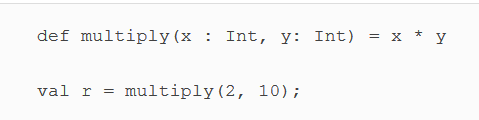 def multiply(x : Int, y: Int) = x * y
val r = multiply(2, 10);